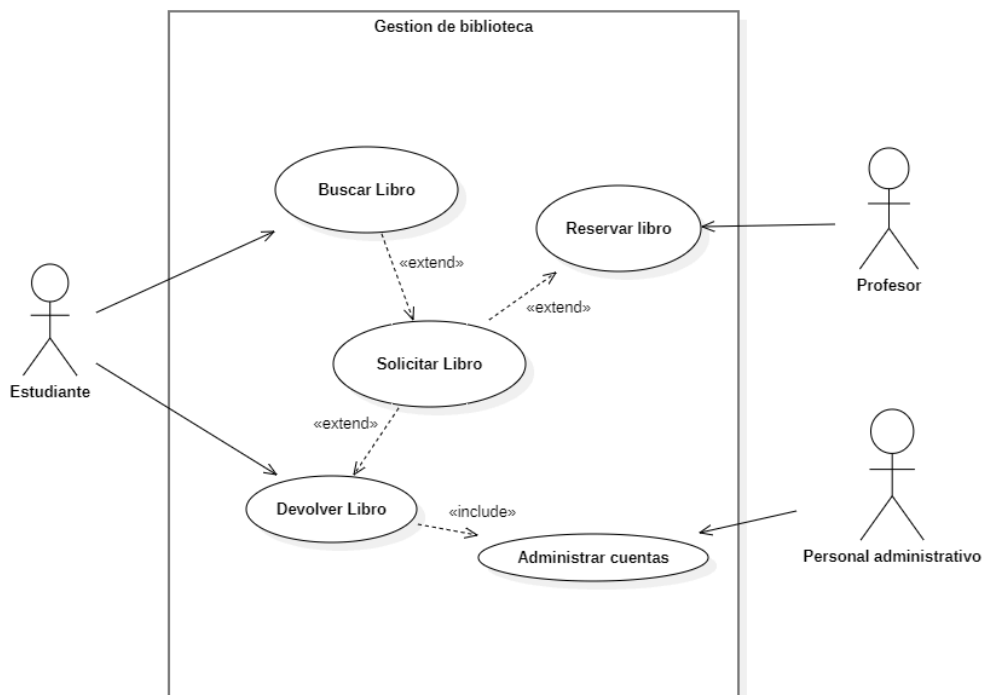 Gestion de biblioteca
Buscar Libro
Reservar libro
«extend»
Profesor
«extend»
Solicitar Libro
Estudiante
«extend»
Devolver Libro
«include»
Administrar cuentas
Personal administrativo